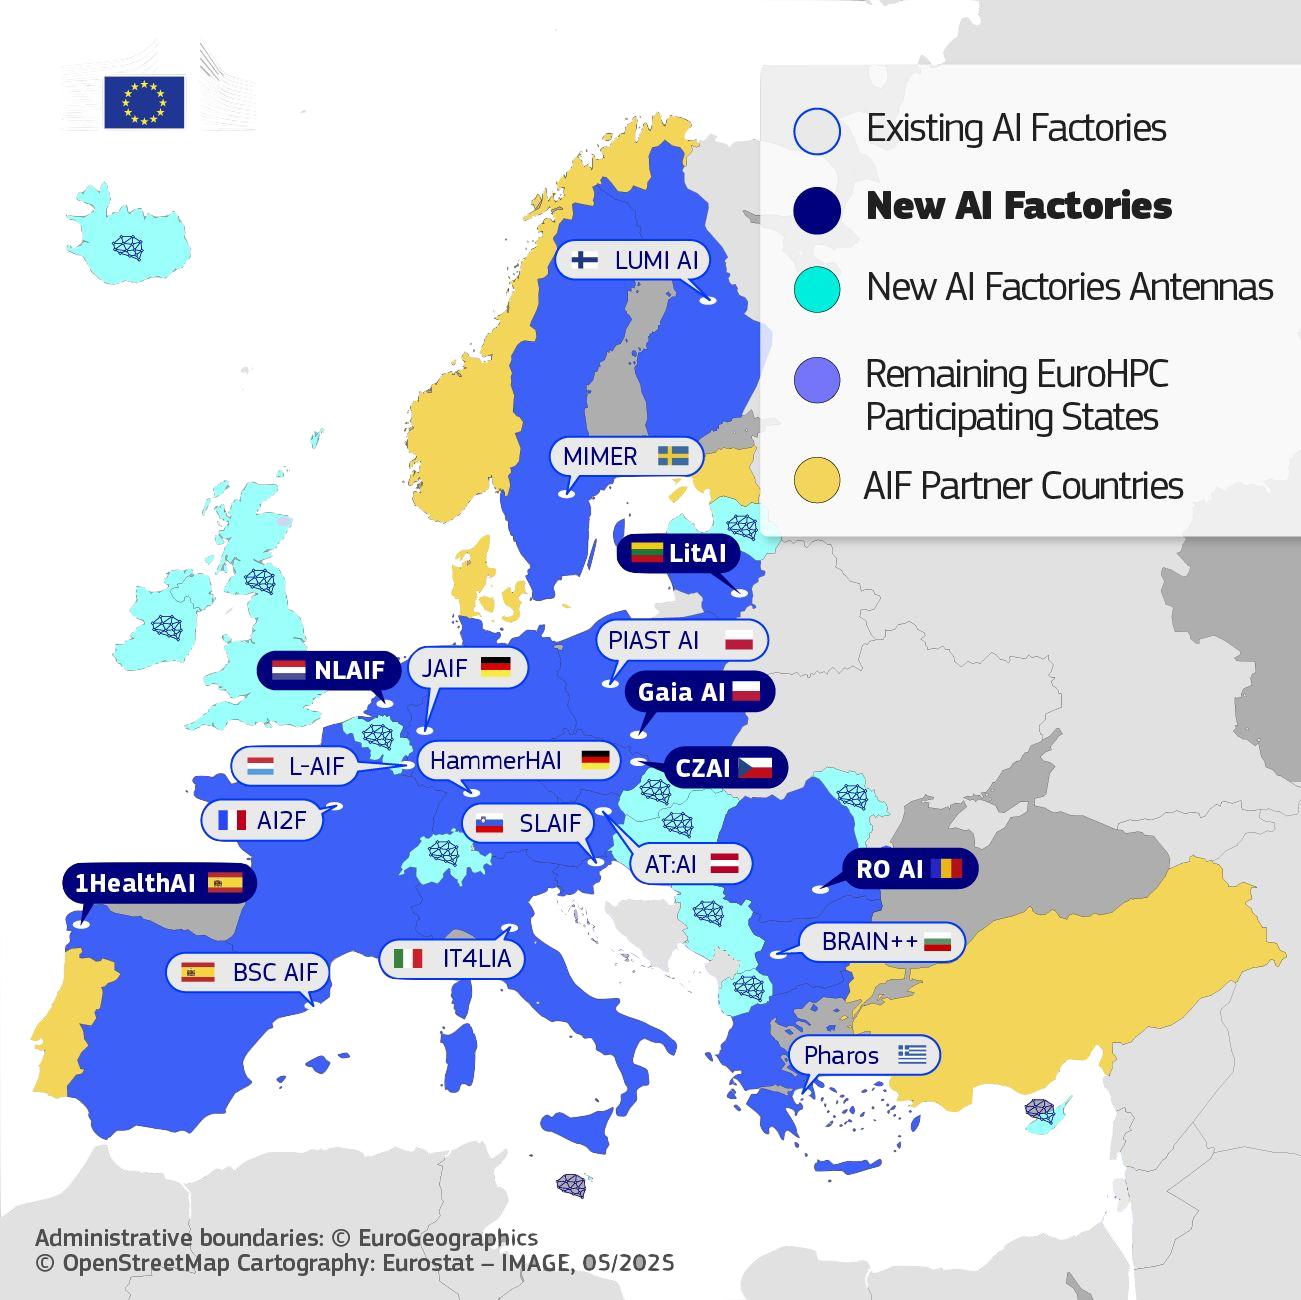 Existing AI Factories
New AI Factories
New AI Factories Antennas
Remaining EuroHPC
Participating States
AIF Partner Countries
LUMI AI
MIMER
LitAI
PIAST AI
NLAIF
JAIF
Gaia AI
HammerHAI
CZAI
L-AIF
AI2F
SLAIF
AT:AI
RO AI
1HealthAI
BRAIN++
IT4LIA
BSC AIF
Pharos
Administrative boundaries: © EuroGeographics
© OpenStreetMap Cartography: Eurostat – IMAGE, 05/2025